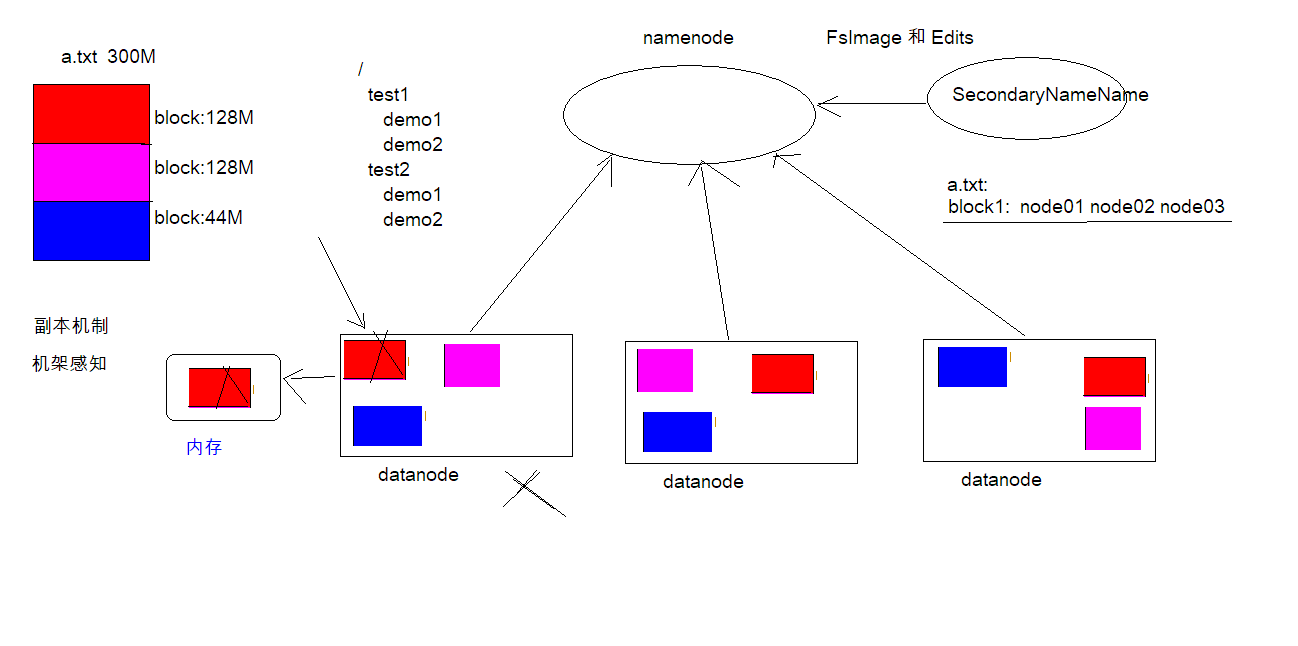 a.txt  300M
block:128M
block:128M
block:44M
/
test1
demo1
demo2
test2
demo1
demo2
namenode
FsImage 和 Edits
SecondaryNameName
a.txt:
block1:  node01 node02 node03
副本机制
机架感知
内存
datanode
datanode
datanode